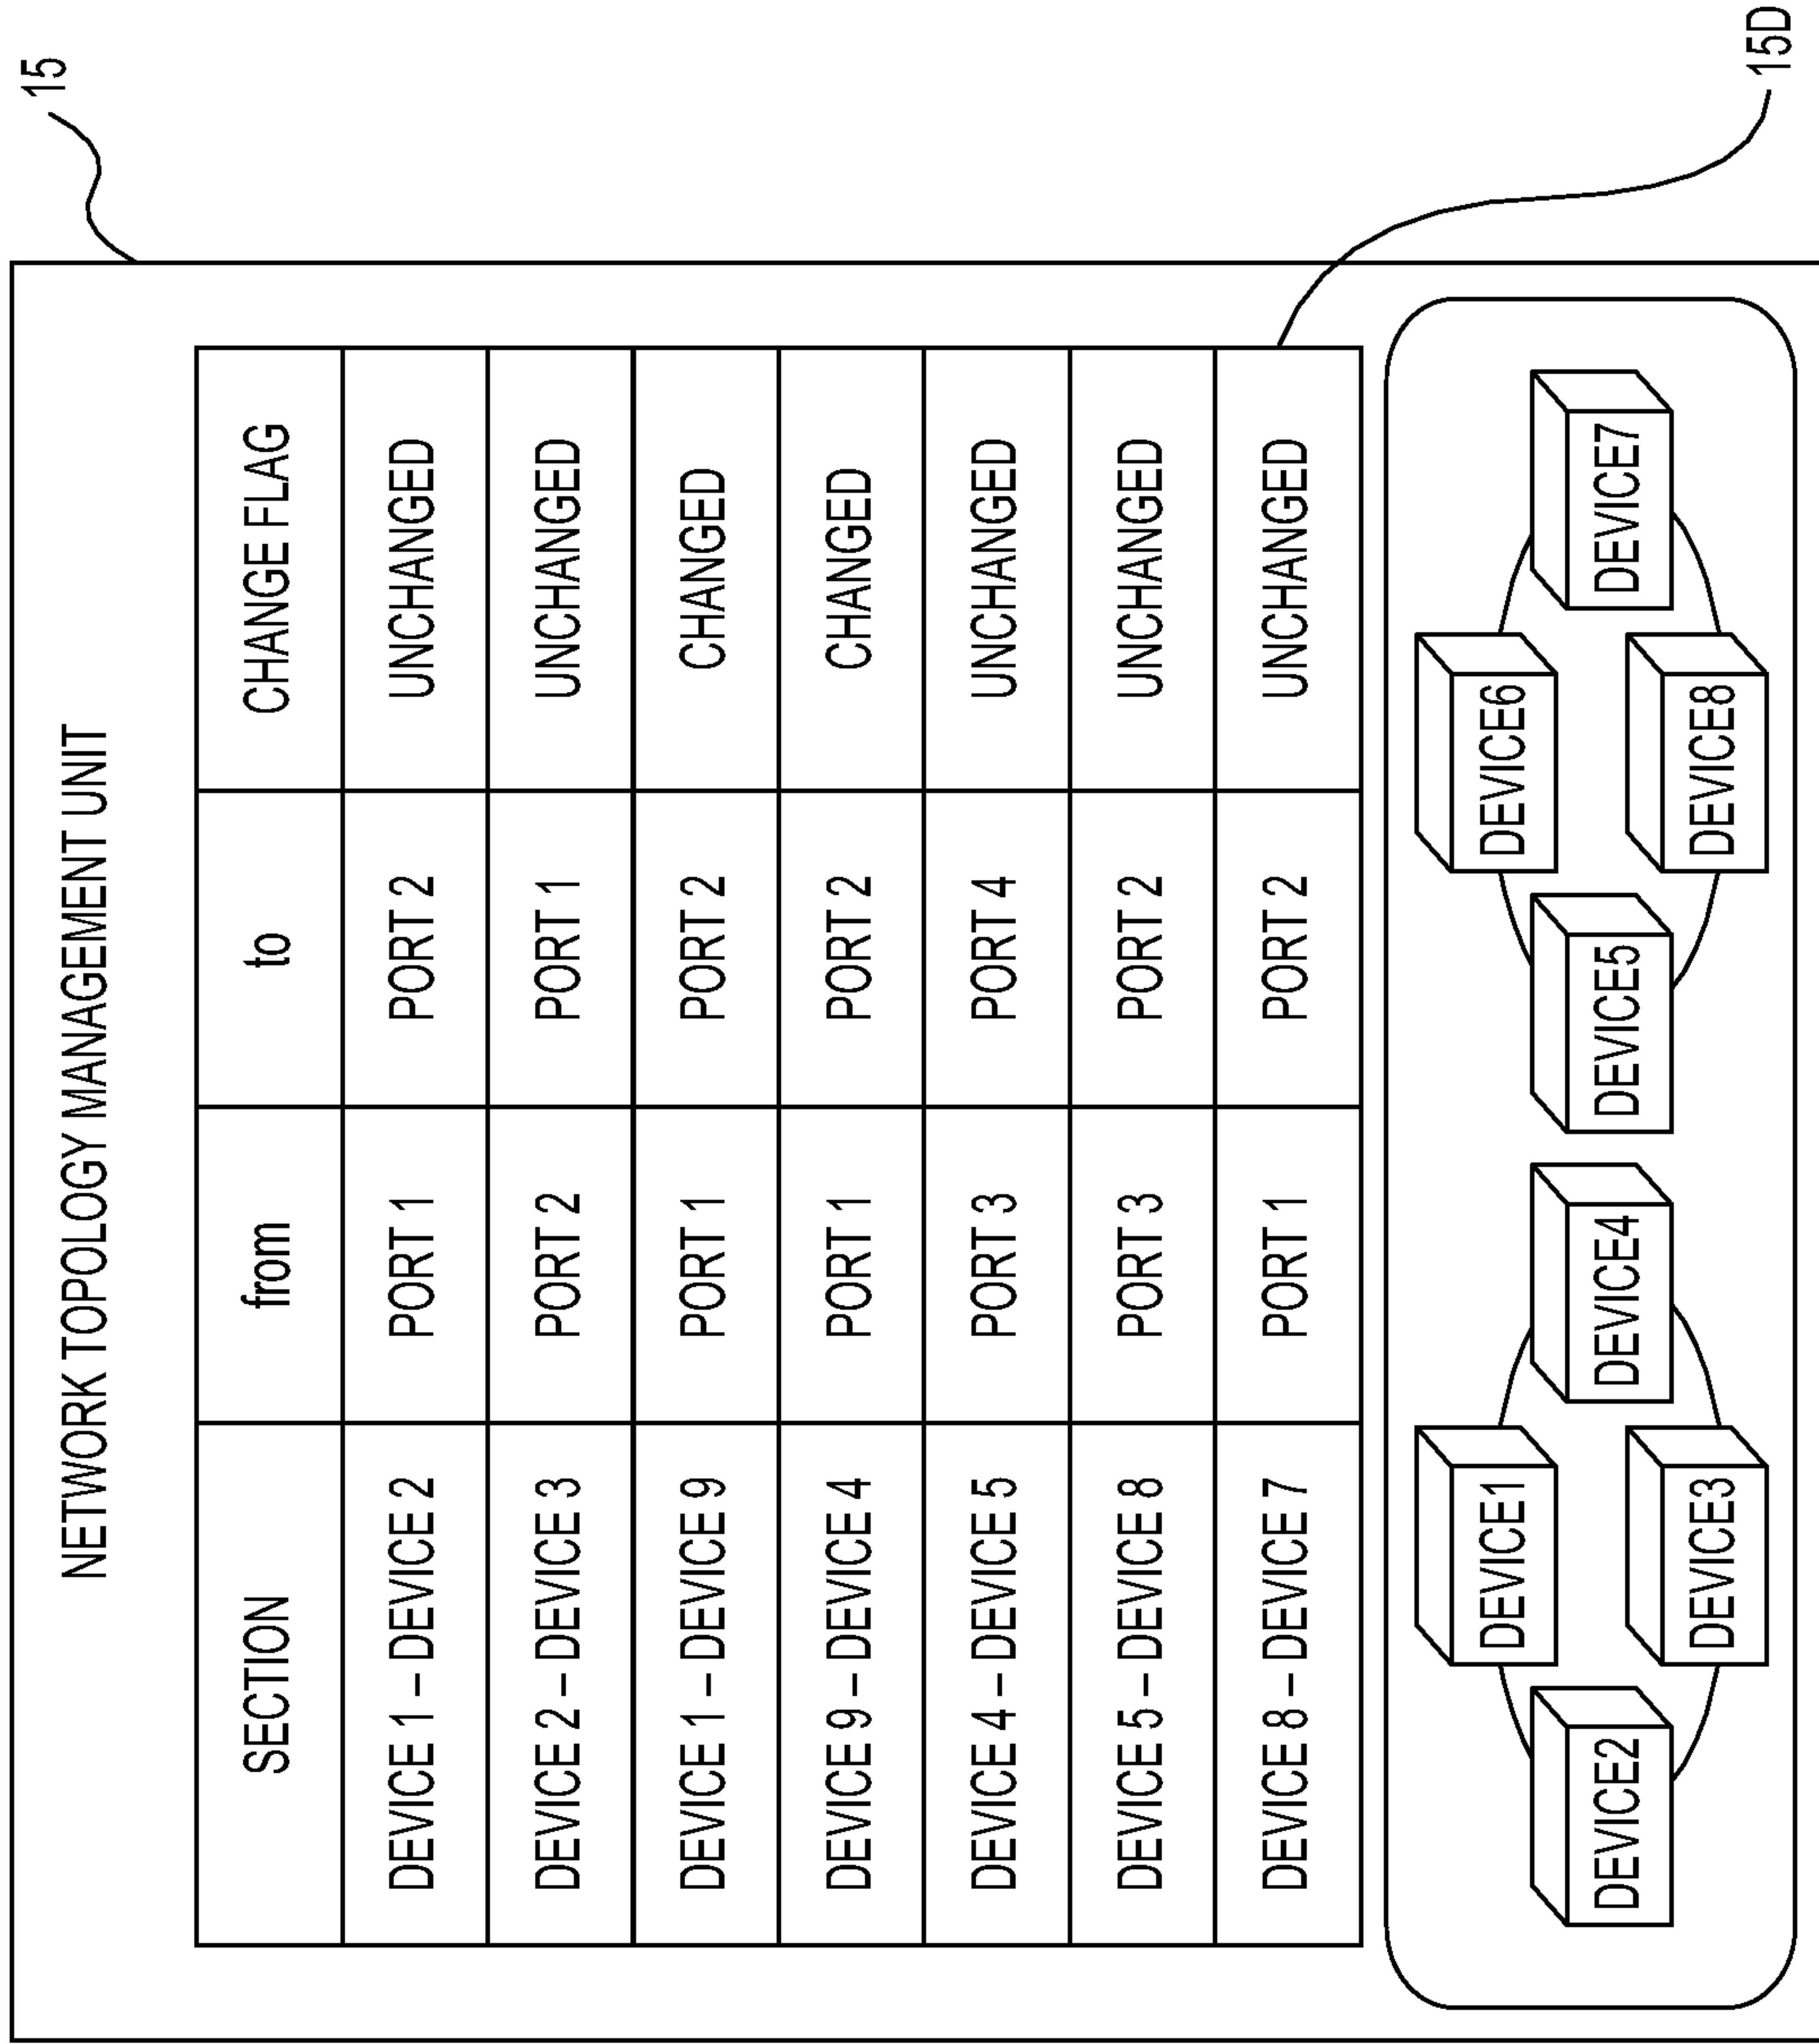 15
NETWORK TOPOLOGY MANAGEMENT UNIT
SECTION from to CHANGE FLAG
DEVICE 1 – DEVICE 2 PORT 1 PORT 2 UNCHANGED
DEVICE 2 – DEVICE 3 PORT 2 PORT 1 UNCHANGED
DEVICE 1 – DEVICE 9 PORT 1 PORT 2 CHANGED
DEVICE 9 – DEVICE 4 PORT 1 PORT 2 CHANGED
DEVICE 4 – DEVICE 5 PORT 3 PORT 4 UNCHANGED
DEVICE 5 – DEVICE 8 PORT 3 PORT 2 UNCHANGED
DEVICE 8 – DEVICE 7 PORT 1 PORT 2 UNCHANGED
DEVICE1 DEVICE6
DEVICE2 DEVICE4 DEVICE5 DEVICE7
DEVICE3 DEVICE8
15D